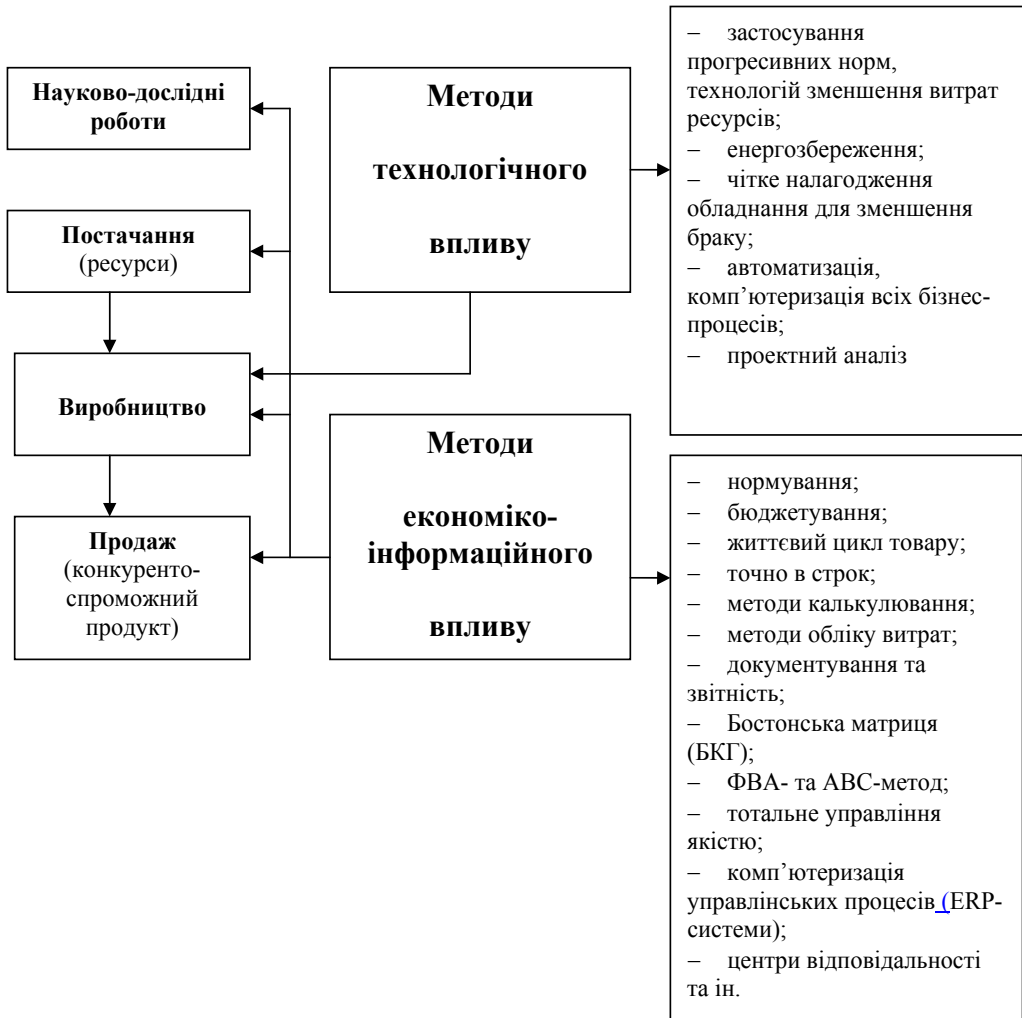 Науково-дослідні
роботи
Постачання
(ресурси)
Виробництво
Продаж
(конкуренто-
спроможний
продукт)
Методи
технологічного
впливу
Методи
економіко-
інформаційного
впливу
– застосування
прогресивних норм,
технологій зменшення витрат
ресурсів;
– енергозбереження;
– чітке налагодження
обладнання для зменшення
браку;
– автоматизація,
комп’ютеризація всіх бізнес-
процесів;
– проектний аналіз
– нормування;
– бюджетування;
– життєвий цикл товару;
– точно в строк;
– методи калькулювання;
– методи обліку витрат;
– документування та
звітність;
– Бостонська матриця
(БКГ);
– ФВА- та АВС-метод;
– тотальне управління
якістю;
– комп’ютеризація
управлінських процесів (ERP-
системи);
– центри відповідальності
та ін.